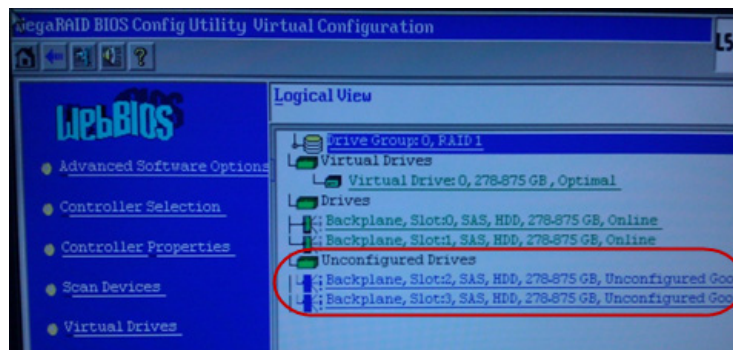 MegaRAID BIOS Config Utility Virtual Configuration
LS
?
WebBIOS
Advanced Software Options
Controller Selection
Controller Properties
Scan Devices
Virtual Drives
Logical View
Drive Group: 0, RAID 1
Virtual Drives
Virtual Drive: 0, 278.875 GB, Optimal
Drives
Backplane, Slot:0, SAS, HDD, 278.875 GB, Online
Backplane, Slot:1, SAS, HDD, 278.875 GB, Online
Unconfigured Drives
Backplane, Slot:2, SAS, HDD, 278.875 GB, Unconfigured Goo
Backplane, Slot:3, SAS, HDD, 278.875 GB, Unconfigured Goo